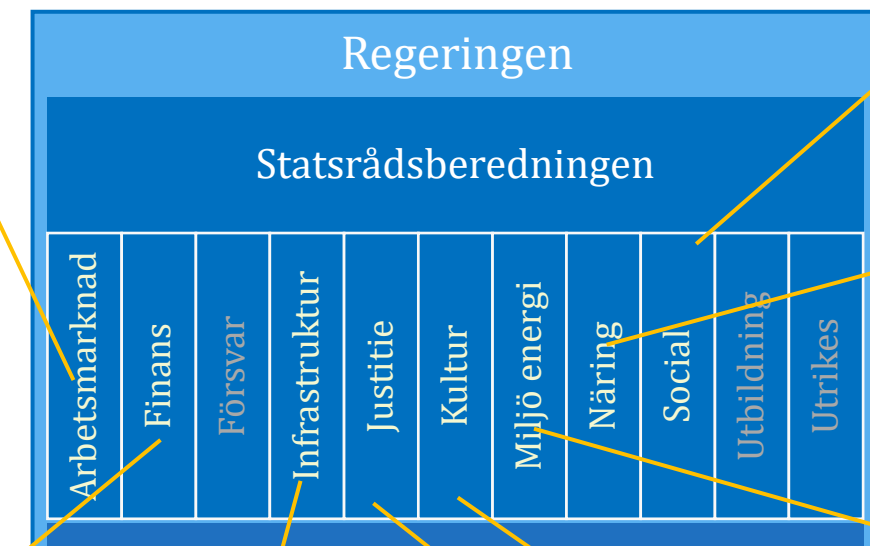 Regeringen
Statsrådsberedningen
Arbetsmarknad
Finans
Försvar
Infrastruktur
Justitie
Kultur
Miljö energi
Näring
Social
Utbildning
Utrikes